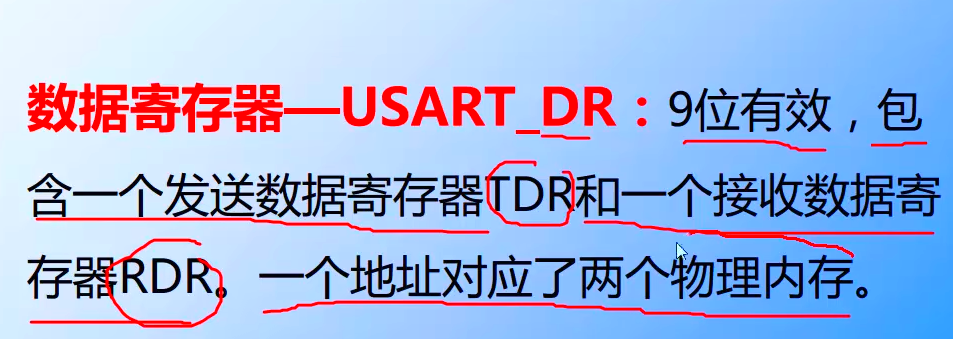 数据寄存器—USART_DR：9位有效，包
含一个发送数据寄存器TDR和一个接收数据寄
存器RDR。一个地址对应了两个物理内存。